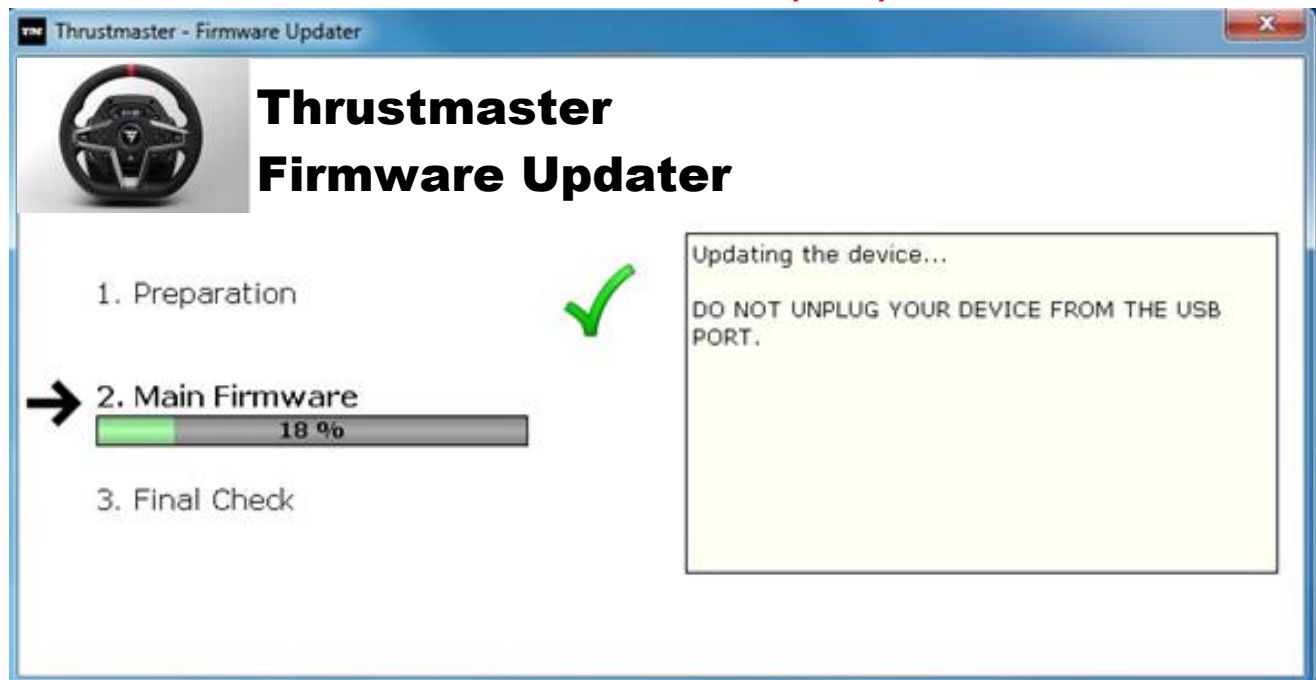 Thrustmaster - Firmware Updater
Thrustmaster
Firmware Updater
1. Preparation
2. Main Firmware
18 %
3. Final Check
Updating the device...
DO NOT UNPLUG YOUR DEVICE FROM THE USB
PORT.